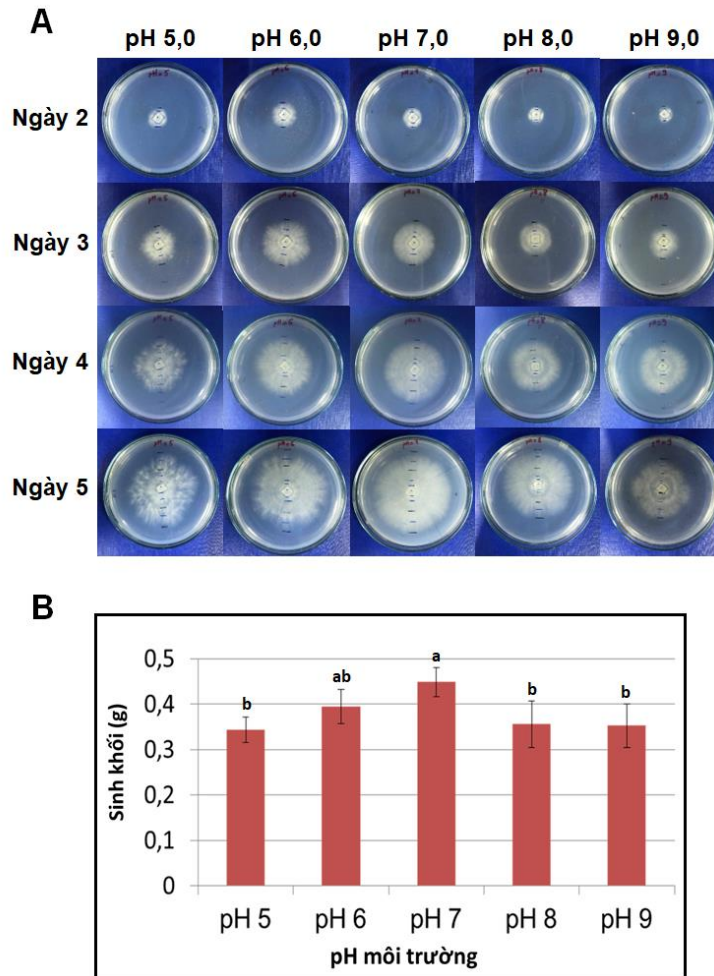 A
pH 5,0 pH 6,0 pH 7,0 pH 8,0 pH 9,0
Ngày 2
Ngày 3
Ngày 4
Ngày 5
B
Sinh khối (g)
0,5
0,4
0,3
0,2
0,1
0
b ab a b b
pH 5 pH 6 pH 7 pH 8 pH 9
pH môi trường